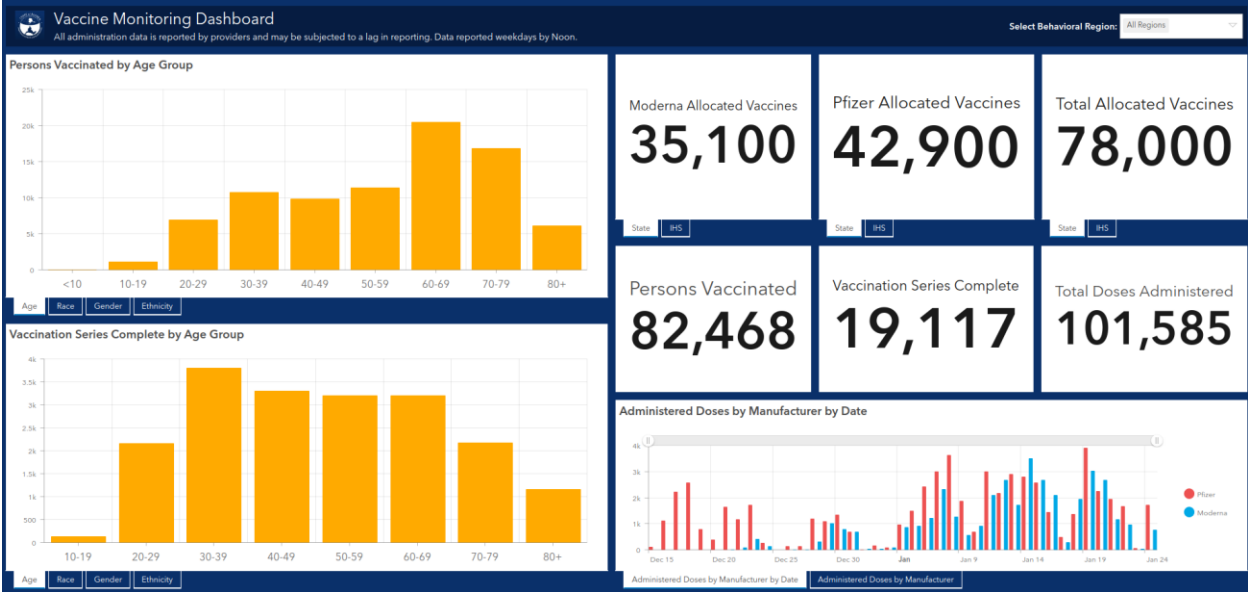 Vaccine Monitoring Dashboard
All administration data is reported by providers and may be subjected to a lag in reporting. Data reported weekdays by Noon.
Select Behavioral Region:
All Regions
Persons Vaccinated by Age Group
25k
20k
15k
10k
5k
0
<10 10-19 20-29 30-39 40-49 50-59 60-69 70-79 80+
Age Race Gender Ethnicity
Vaccination Series Complete by Age Group
4k
3.5k
3k
2.5k
2k
1.5k
1k
500
0
10-19 20-29 30-39 40-49 50-59 60-69 70-79 80+
Age Race Gender Ethnicity
Moderna Allocated Vaccines
35,100
State IHS
Pfizer Allocated Vaccines
42,900
State IHS
Total Allocated Vaccines
78,000
State IHS
Persons Vaccinated
82,468
Vaccination Series Complete
19,117
Total Doses Administered
101,585
Administered Doses by Manufacturer by Date
4k
3k
2k
1k
0
Dec 15 Dec 20 Dec 25 Dec 30 Jan Jan 9 Jan 14 Jan 19 Jan 24
Pfizer
Moderna
Administered Doses by Manufacturer by Date Administered Doses by Manufacturer